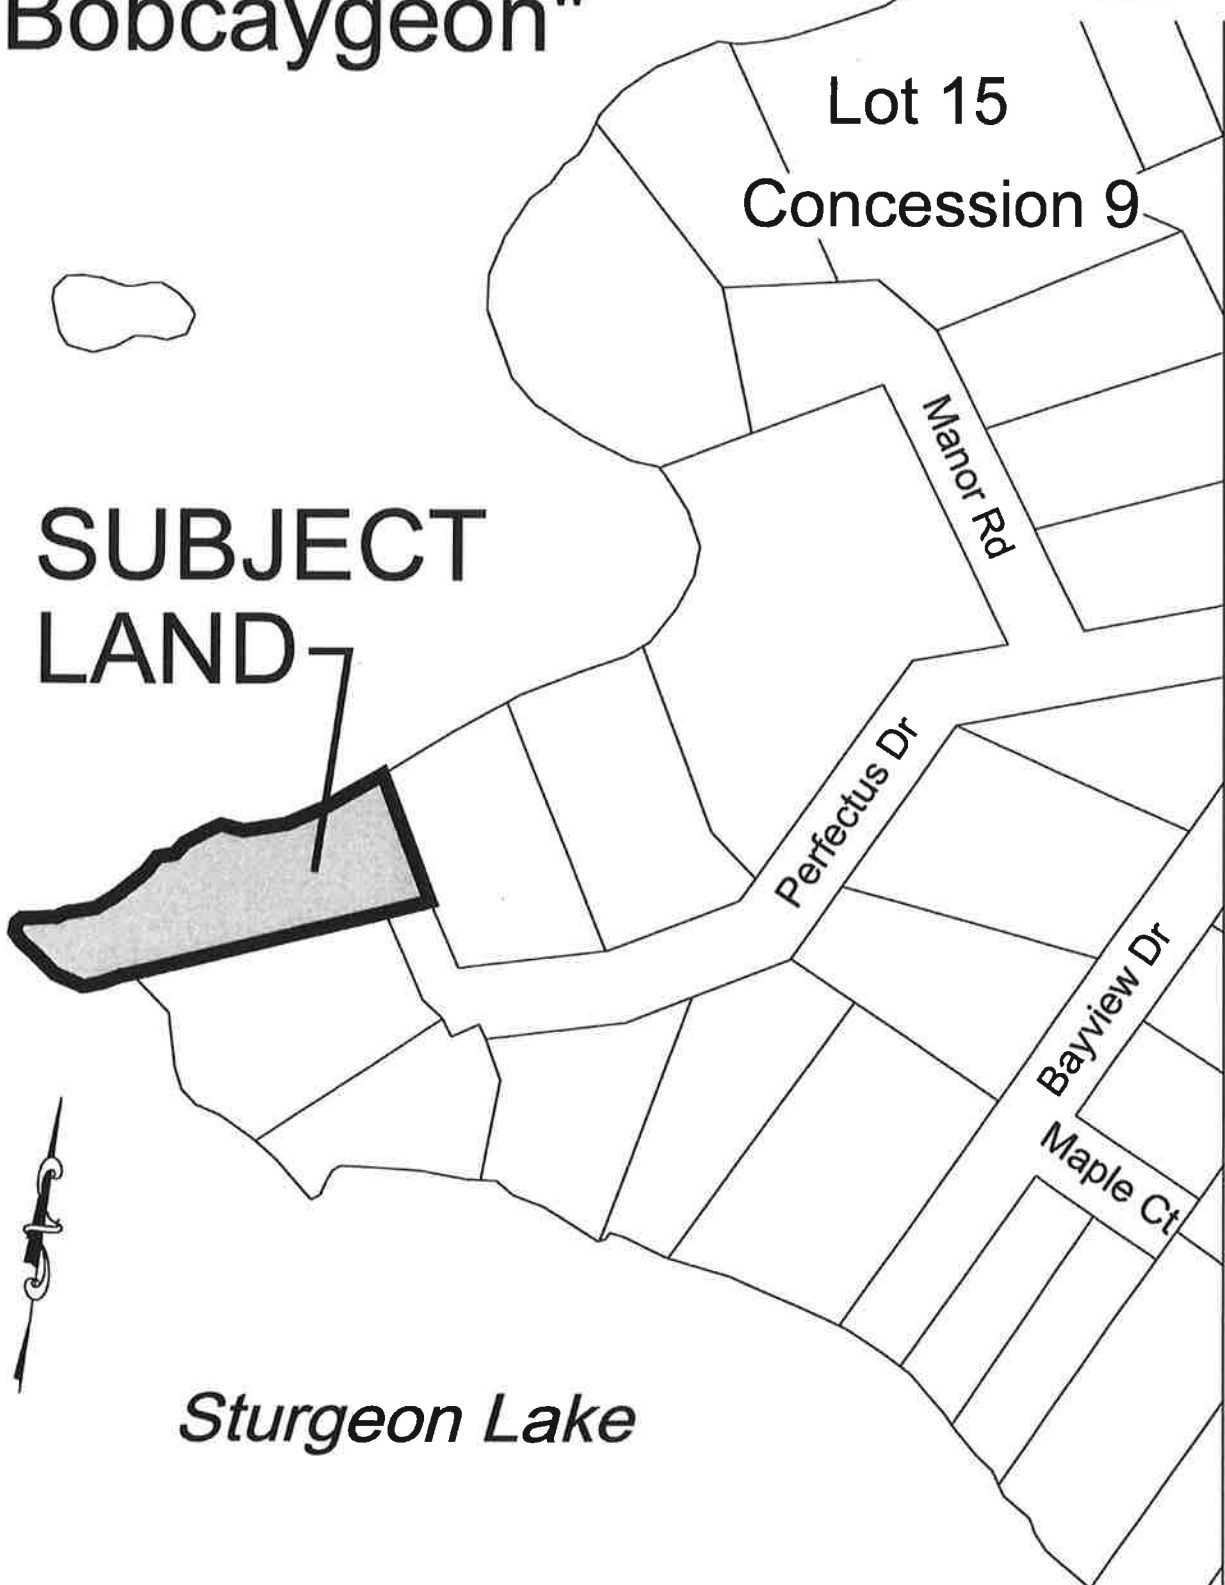 Bobcaygeon"
Lot 15
Concession 9
Manor Rd
SUBJECT
LAND
Perfectus Dr
Bayview Dr
Maple Ct
Sturgeon Lake